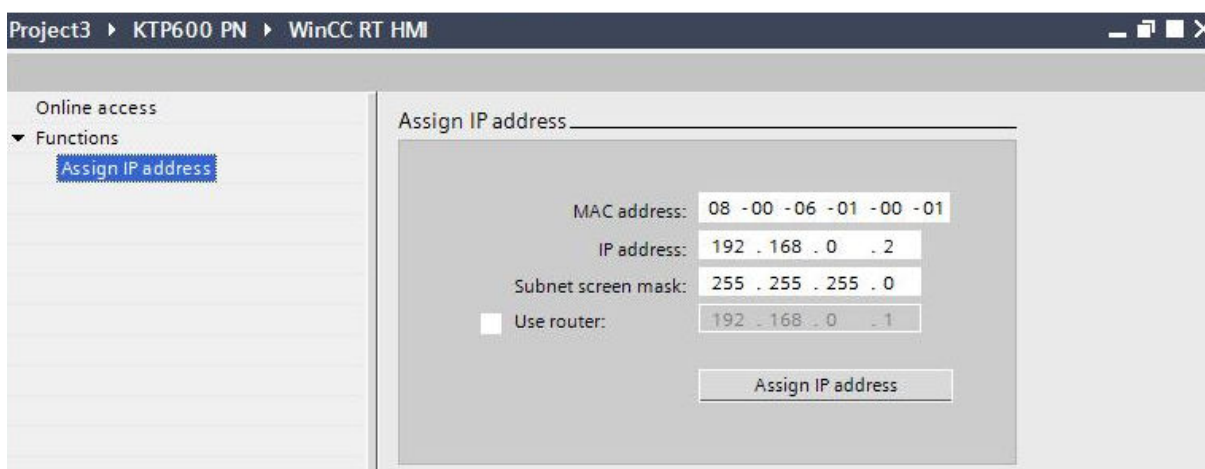 Project3 ▸ KTP600 PN ▸ WinCC RT HMI
Online access
Functions
Assign IP address
Assign IP address
MAC address: 08 -00 -06 -01 -00 -01
IP address: 192 . 168 . 0 . 2
Subnet screen mask: 255 . 255 . 255 . 0
Use router: 192 . 168 . 0 . 1
Assign IP address